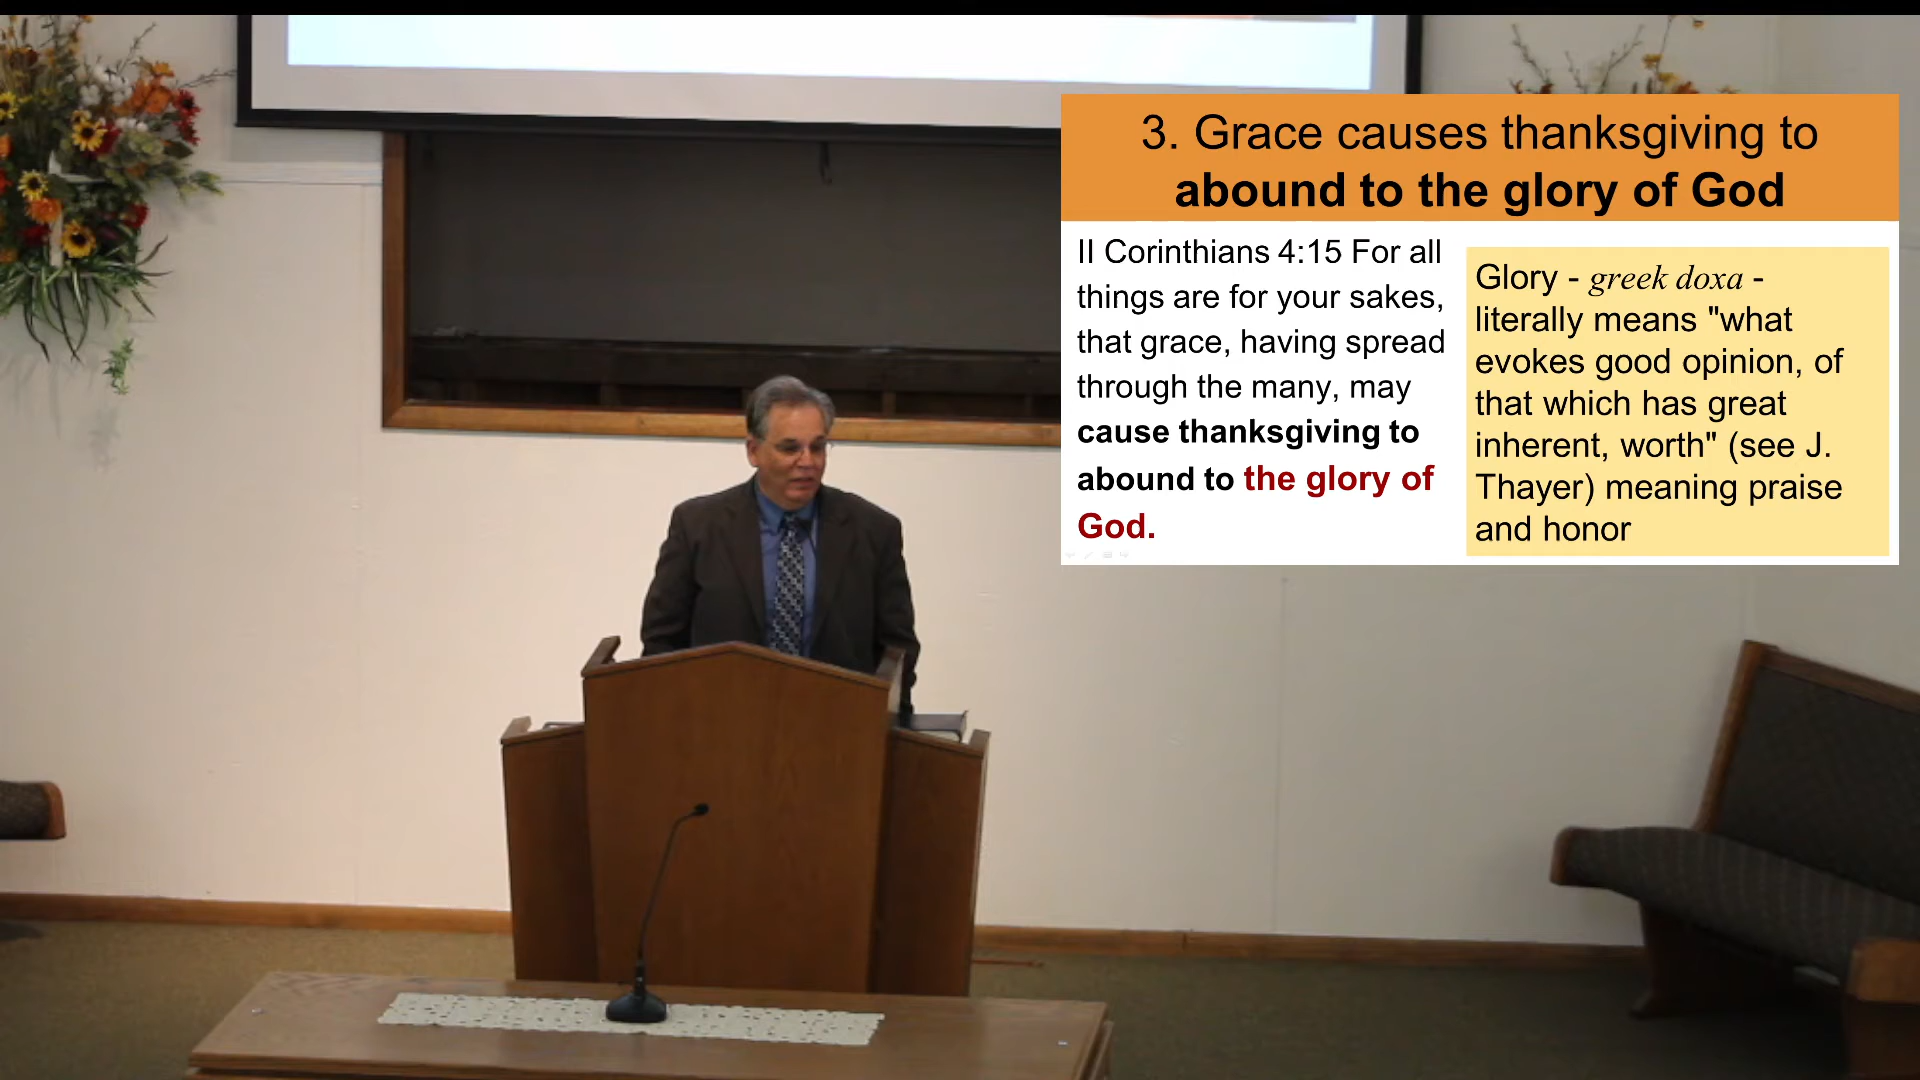 3. Grace causes thanksgiving to
abound to the glory of God
II Corinthians 4:15 For all
things are for your sakes,
that grace, having spread
through the many, may
cause thanksgiving to
abound to the glory of
God.
Glory - greek doxa -
literally means "what
evokes good opinion, of
that which has great
inherent, worth" (see J.
Thayer) meaning praise
and honor